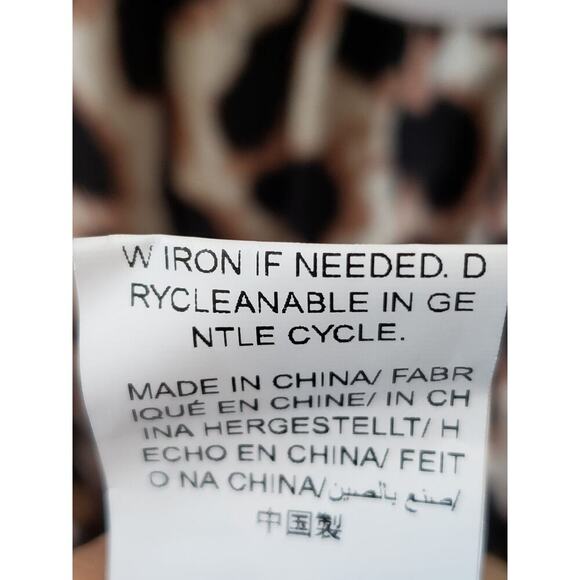 W IRON IF NEEDED. D
RYCLEANABLE IN GE
NTLE CYCLE.
MADE IN CHINA/ FABR
IQUÉ EN CHINE/ IN CH
INA HERGESTELLT/ H
ECHO EN CHINA/ FEIT
O NA CHINA/صنع بالصين/
中国製